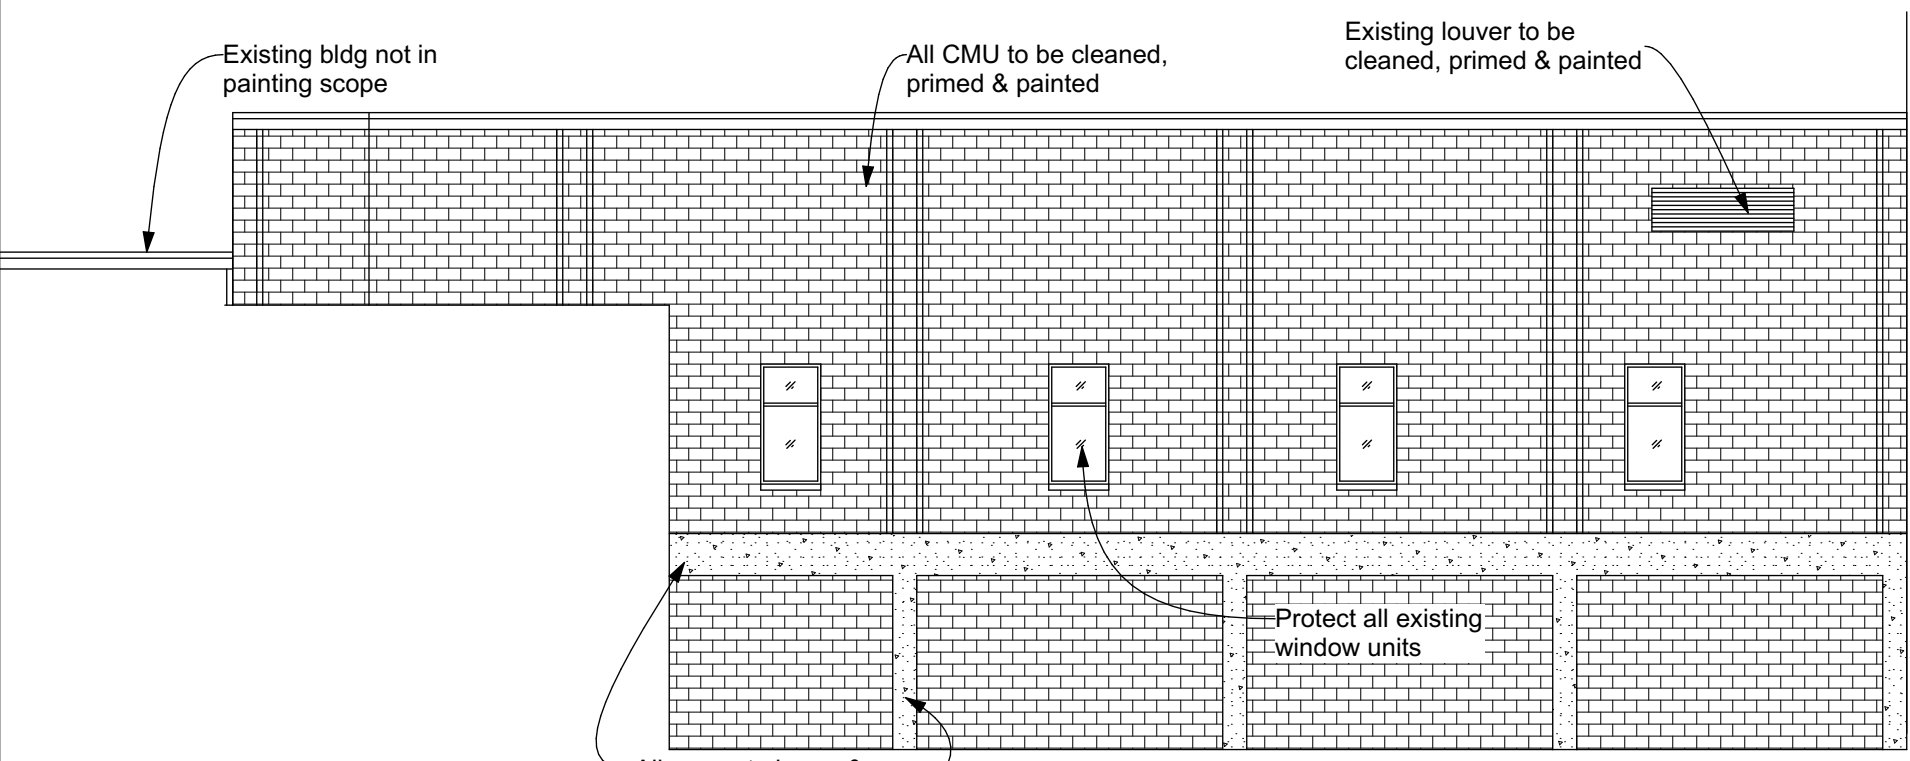 Existing bldg not in
painting scope
All CMU to be cleaned,
primed & painted
Existing louver to be
cleaned, primed & painted
Protect all existing
window units